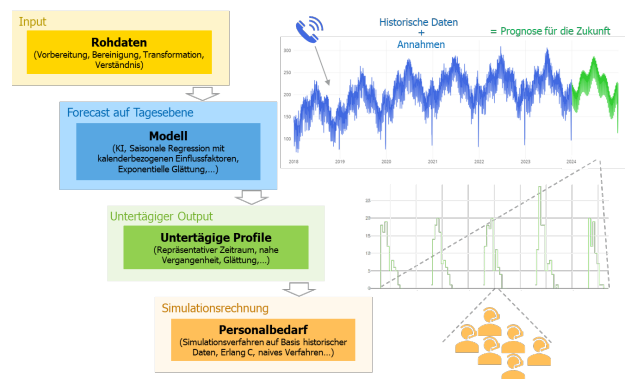 Input
Rohdaten
(Vorbereitung, Bereinigung, Transformation,
Verständnis)
Forecast auf Tagesebene
Modell
(KI, Saisonale Regression mit
kalenderbezogenen Einflussfaktoren,
Exponentielle Glättung,...)
Untertägiger Output
Untertägige Profile
(Repräsentativer Zeitraum, nahe
Vergangenheit, Glättung,...)
Simulationsrechnung
Personalbedarf
(Simulationsverfahren auf Basis historischer
Daten, Erlang C, naives Verfahren...)
Historische Daten
+
Annahmen
= Prognose für die Zukunft
300
250
200
150
100
2018 2019 2020 2021 2022 2023 2024
25
20
15
10
5
0